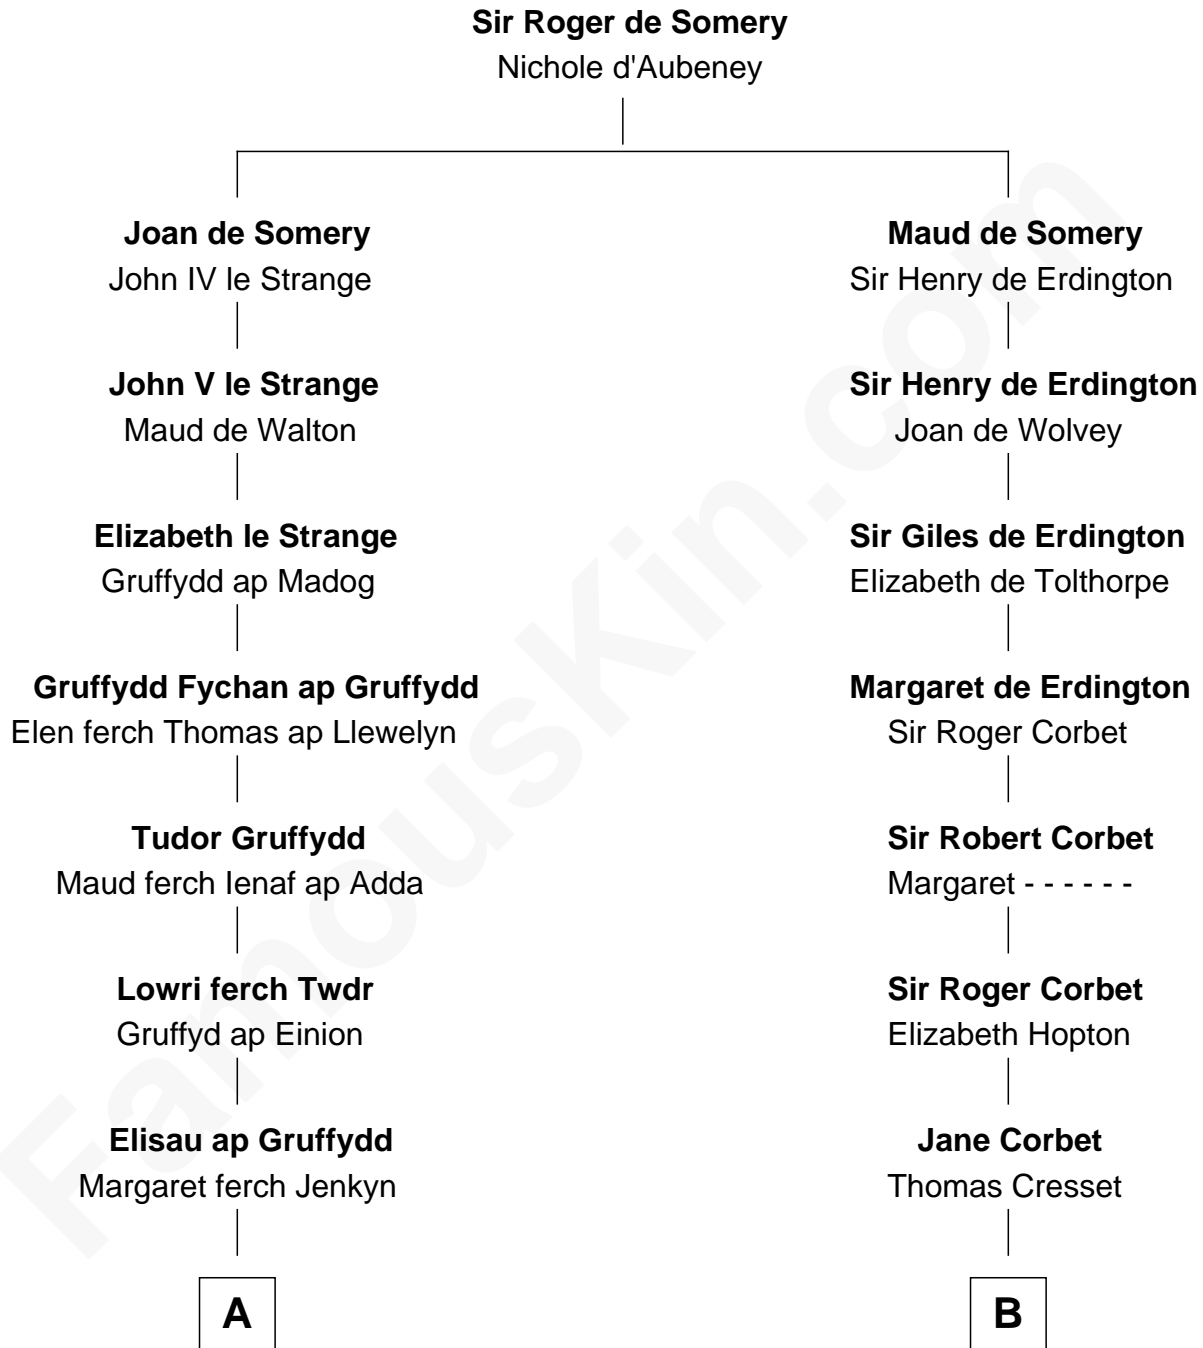 Sir Roger de Somery
Nichole d'Aubeney
Joan de Somery
John IV le Strange
Maud de Somery
Sir Henry de Erdington
John V le Strange
Maud de Walton
Sir Henry de Erdington
Joan de Wolvey
Elizabeth le Strange
Gruffydd ap Madog
Sir Giles de Erdington
Elizabeth de Tolthorpe
Gruffydd Fychan ap Gruffydd
Elen ferch Thomas ap Llewelyn
Margaret de Erdington
Sir Roger Corbet
Tudor Gruffydd
Maud ferch Ienaf ap Adda
Sir Robert Corbet
Margaret - - - - - -
Lowri ferch Twdr
Gruffyd ap Einion
Sir Roger Corbet
Elizabeth Hopton
Elisau ap Gruffydd
Margaret ferch Jenkyn
Jane Corbet
Thomas Cresset
A
B
FamousKin.com